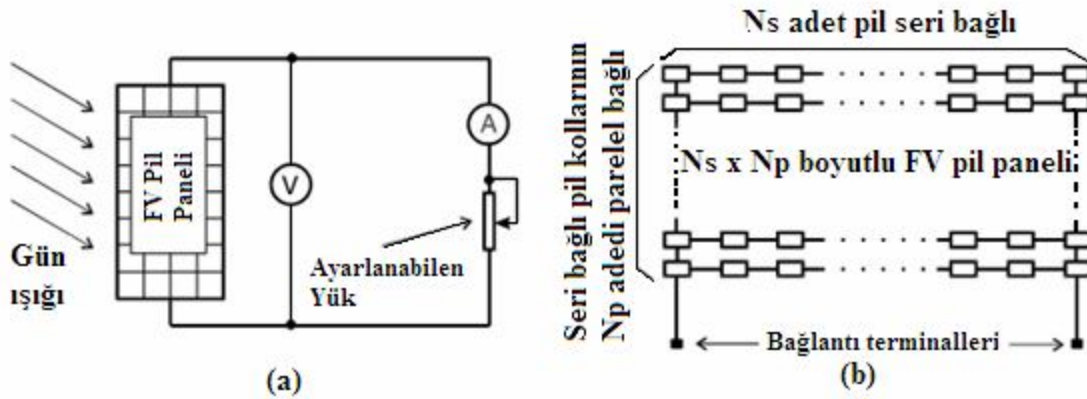 FV Pil
Paneli
V
A
Gün
ışığı
Ayarlanabilen
Yük
(a)
Ns adet pil seri bağlı
Seri bağlı pil kollarının
Np adedi parelel bağlı
Ns x Np boyutlu FV pil paneli
Bağlantı terminalleri
(b)